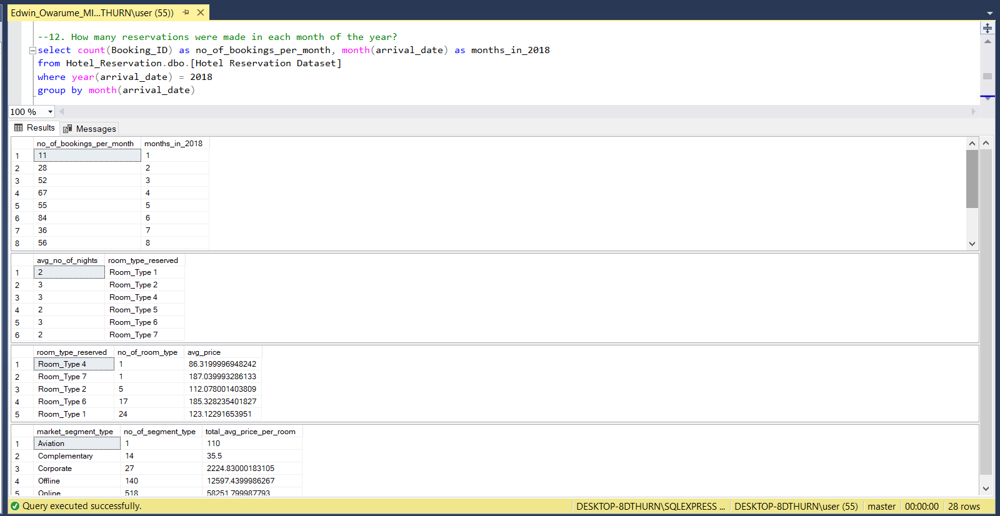 Edwin_Owarume_MI...THURN\user (55))
--12. How many reservations were made in each month of the year?
select count(Booking_ID) as no_of_bookings_per_month, month(arrival_date) as months_in_2018
from Hotel_Reservation.dbo.[Hotel Reservation Dataset]
where year(arrival_date) = 2018
group by month(arrival_date)
100 %
Results Messages
no_of_bookings_per_month months_in_2018
1 11 1
2 28 2
3 52 3
4 67 4
5 55 5
6 84 6
7 36 7
8 56 8
avg_no_of_nights room_type_reserved
1 2 Room_Type 1
2 3 Room_Type 2
3 3 Room_Type 4
4 2 Room_Type 5
5 3 Room_Type 6
6 2 Room_Type 7
room_type_reserved no_of_room_type avg_price
1 Room_Type 4 1 86.3199996948242
2 Room_Type 7 1 187.039993286133
3 Room_Type 2 5 112.078001403809
4 Room_Type 6 17 185.328235401827
5 Room_Type 1 24 123.12291653951
market_segment_type no_of_segment_type total_avg_price_per_room
1 Aviation 1 110
2 Complementary 14 35.5
3 Corporate 27 2224.83000183105
4 Offline 140 12597.4399986267
5 Online 518 58251.799987793
Query executed successfully. DESKTOP-8DTHURN\SQLEXPRESS ... DESKTOP-8DTHURN\user (55) master 00:00:00 28 rows